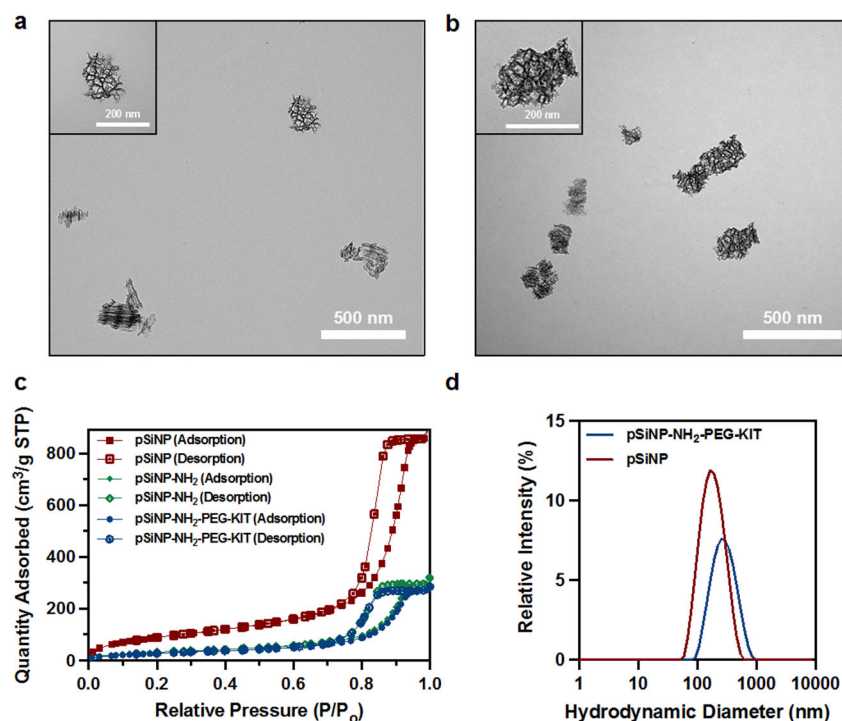 a
200 nm
500 nm
b
200 nm
500 nm
c
Quantity Adsorbed (cm³/g STP)
800
600
400
200
0
pSiNP (Adsorption)
pSiNP (Desorption)
pSiNP-NH₂ (Adsorption)
pSiNP-NH₂ (Desorption)
pSiNP-NH₂-PEG-KIT (Adsorption)
pSiNP-NH₂-PEG-KIT (Desorption)
0.0 0.2 0.4 0.6 0.8 1.0
Relative Pressure (P/P₀)
d
Relative Intensity (%)
15
10
5
0
pSiNP-NH₂-PEG-KIT
pSiNP
1 10 100 1000 10000
Hydrodynamic Diameter (nm)